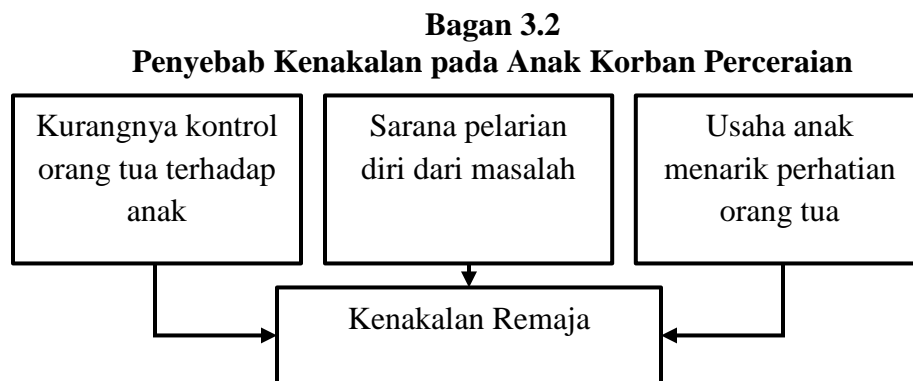 Bagan 3.2
Penyebab Kenakalan pada Anak Korban Perceraian
Kurangnya kontrol
orang tua terhadap
anak
Sarana pelarian
diri dari masalah
Usaha anak
menarik perhatian
orang tua
Kenakalan Remaja